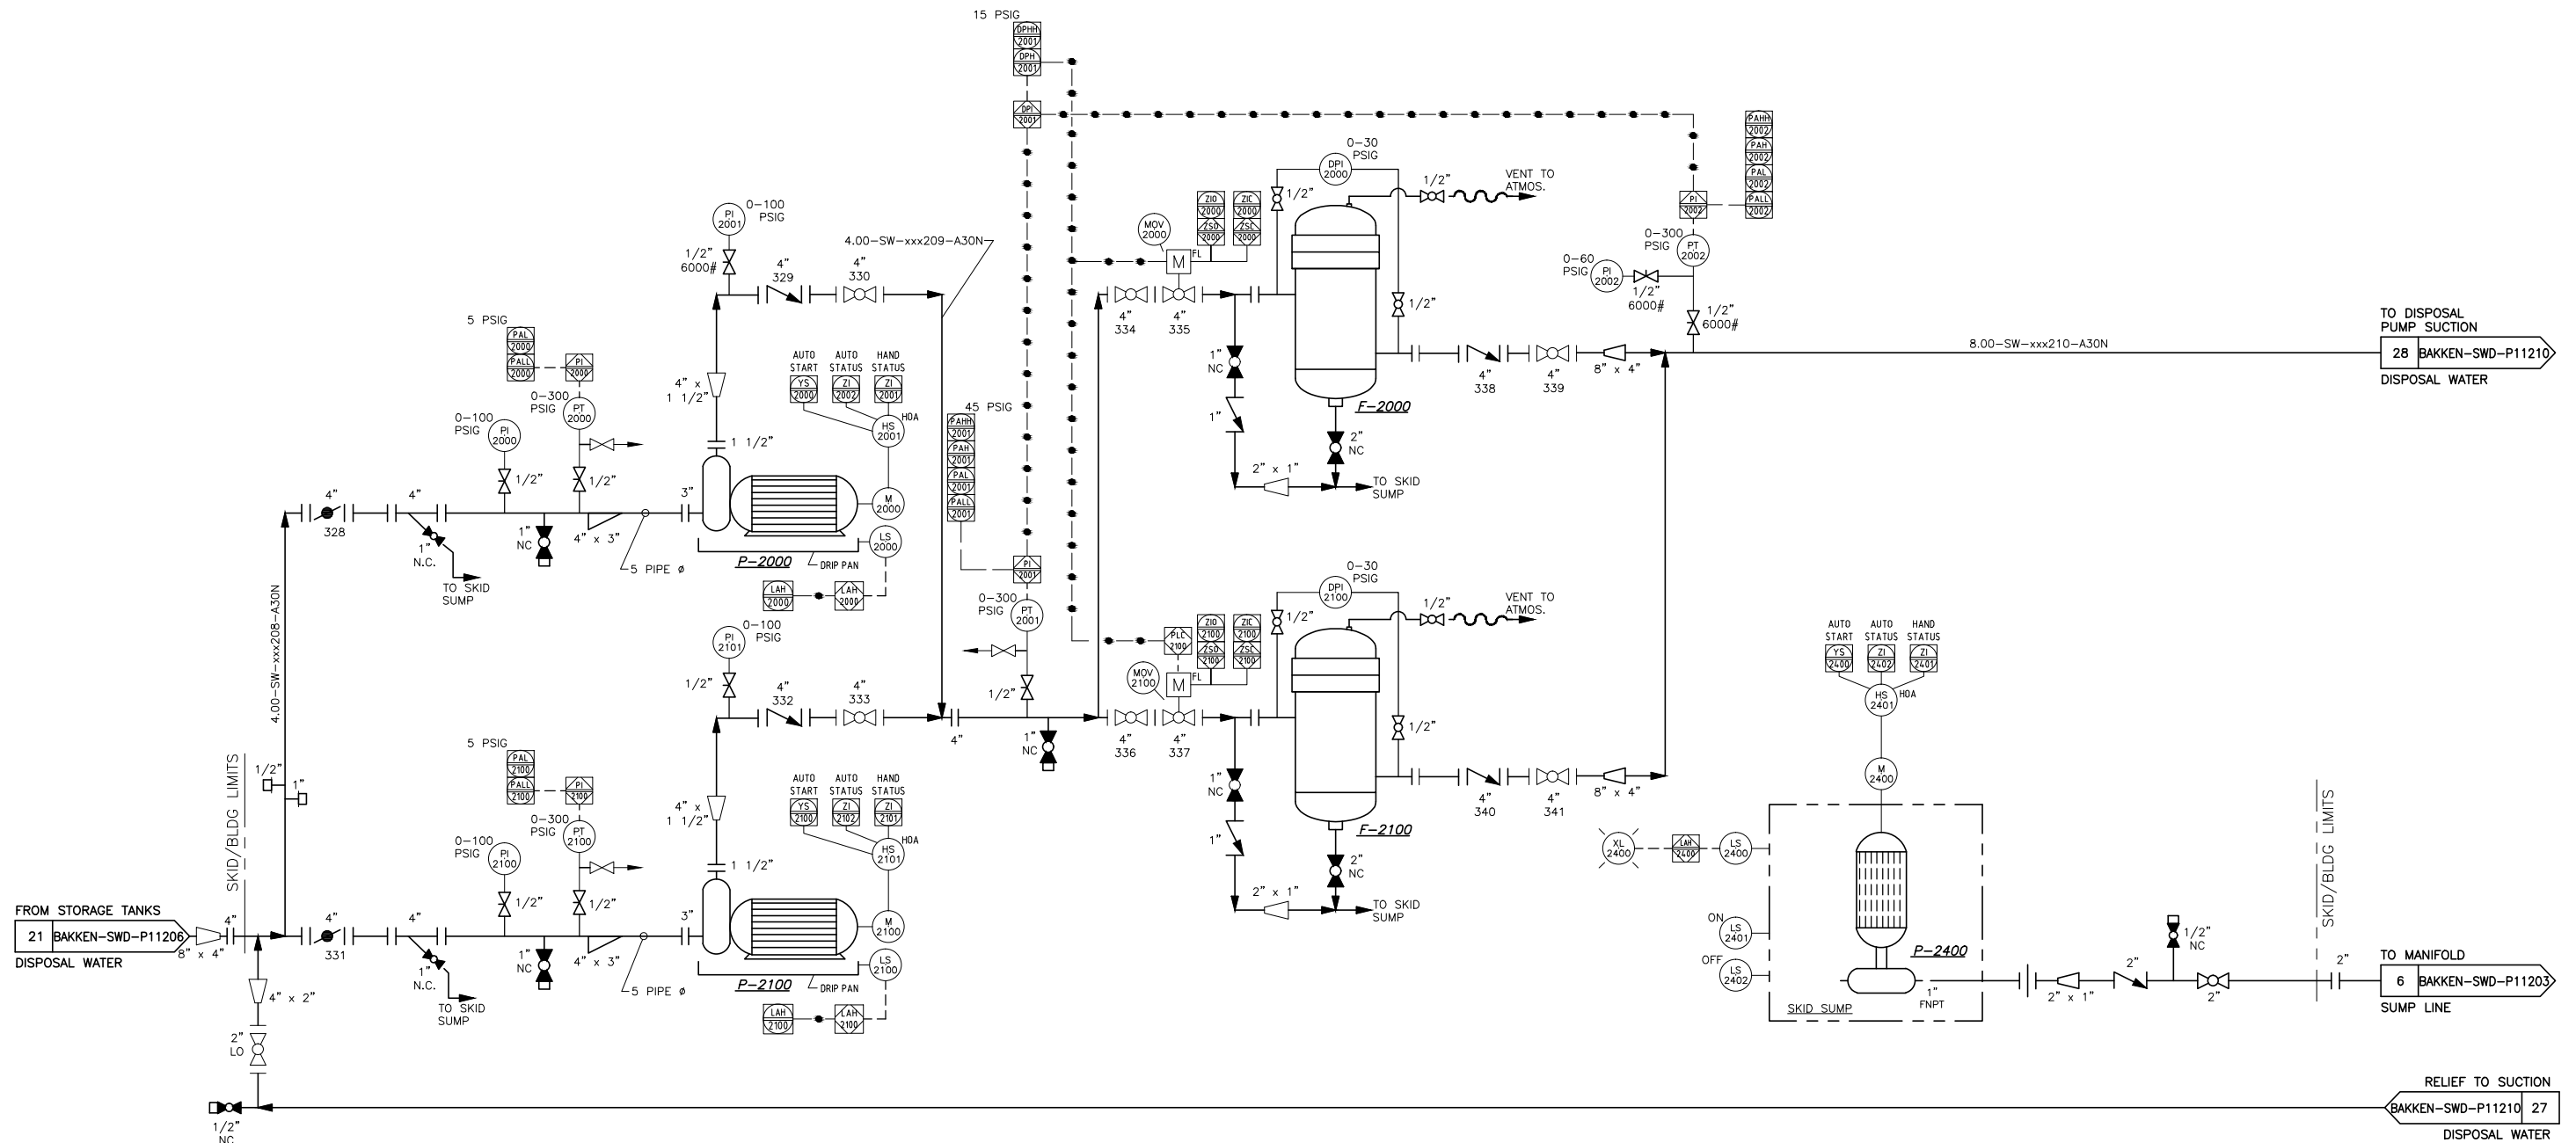 15 PSIG
DPHH
2001
DPH
2001
DPI
2001
PAHH
2002
PAH
2002
PAL
2002
PALL
2002
PI
2002
0-300
PSIG
PT
2002
0-60
PSIG
PI
2002
1/2"
6000#
1/2"
6000#
0-100
PSIG
PI
2001
1/2"
6000#
4"
329
4"
330
4.00-SW-xxx209-A30N
MOV
2000
M
FL
ZIO
2000
ZSO
2000
ZIC
2000
ZSC
2000
0-30
PSIG
DPI
2000
1/2"
1/2"
VENT TO
ATMOS.
1/2"
4"
334
4"
335
1"
NC
1"
2" x 1"
F-2000
2"
NC
TO SKID
SUMP
4"
338
4"
339
8" x 4"
8.00-SW-xxx210-A30N
TO DISPOSAL
PUMP SUCTION
28 BAKKEN-SWD-P11210
DISPOSAL WATER
5 PSIG
PAL
2000
PALL
2000
PI
2000
0-300
PSIG
PT
2000
0-100
PSIG
PI
2000
1/2"
1/2"
4" x
1 1/2"
1 1/2"
AUTO
START
AUTO
STATUS
HAND
STATUS
YS
2000
ZI
2002
ZI
2001
HS
2001
HOA
M
2000
LS
2000
3"
P-2000
DRIP PAN
LAH
2000
LAH
2000
4"
328
4"
1"
N.C.
TO SKID
SUMP
1"
NC
4" x 3"
5 PIPE ø
45 PSIG
PAHH
2001
PAH
2001
PAL
2001
PALL
2001
PI
2001
0-300
PSIG
PT
2001
1/2"
4"
1"
NC
4.00-SW-xxx208-A30N
1/2"
1"
SKID/BLDG LIMITS
0-100
PSIG
PI
2101
1/2"
4"
332
4"
333
PLC
2100
MOV
2100
M
FL
ZIO
2100
ZSO
2100
ZIC
2100
ZSC
2100
0-30
PSIG
DPI
2100
1/2"
1/2"
VENT TO
ATMOS.
1/2"
4"
336
4"
337
1"
NC
1"
2" x 1"
F-2100
2"
NC
TO SKID
SUMP
4"
340
4"
341
8" x 4"
5 PSIG
PAL
2100
PALL
2100
PI
2100
0-300
PSIG
PT
2100
0-100
PSIG
PI
2100
1/2"
1/2"
4" x
1 1/2"
1 1/2"
AUTO
START
AUTO
STATUS
HAND
STATUS
YS
2100
ZI
2102
ZI
2101
HS
2101
HOA
M
2100
LS
2100
3"
P-2100
DRIP PAN
LAH
2100
LAH
2100
FROM STORAGE TANKS
21 BAKKEN-SWD-P11206
DISPOSAL WATER
8" x 4"
4"
4"
331
4"
1"
N.C.
TO SKID
SUMP
1"
NC
4" x 3"
5 PIPE ø
4" x 2"
2"
LO
1/2"
NC
AUTO
START
AUTO
STATUS
HAND
STATUS
YS
2400
ZI
2402
ZI
2401
HS
2401
HOA
M
2400
XL
2400
LAH
2400
LS
2400
ON
LS
2401
OFF
LS
2402
P-2400
1"
FNPT
SKID SUMP
2" x 1"
2"
1/2"
NC
2"
SKID/BLDG LIMITS
2"
TO MANIFOLD
6 BAKKEN-SWD-P11203
SUMP LINE
RELIEF TO SUCTION
BAKKEN-SWD-P11210 27
DISPOSAL WATER